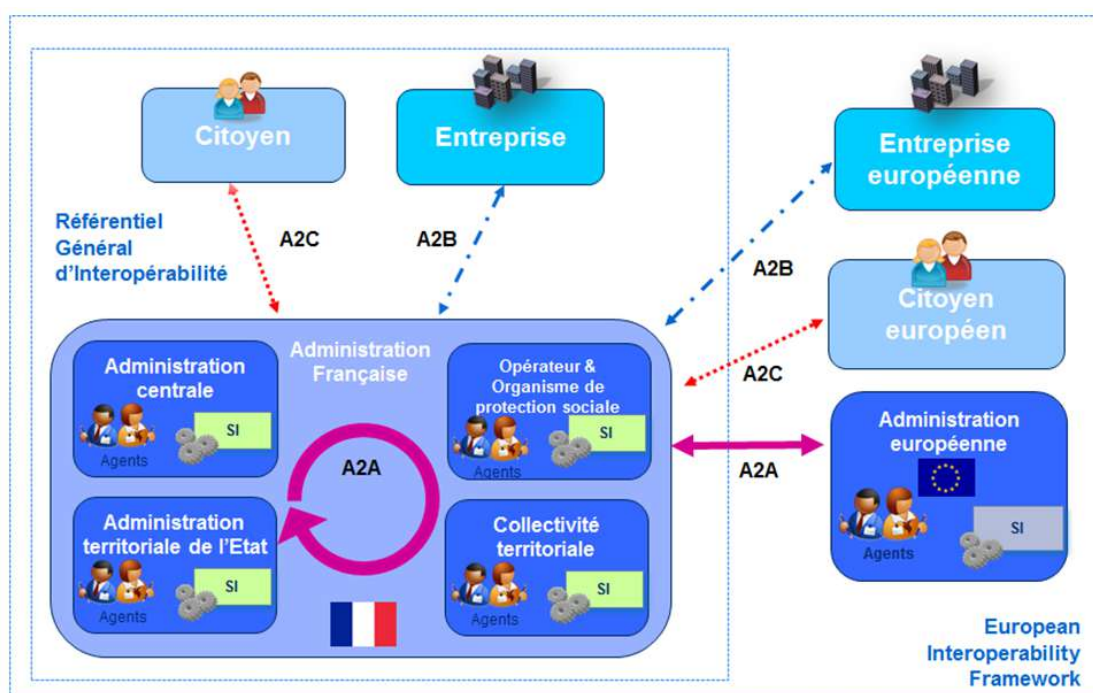 Citoyen
Entreprise
Référentiel
Général
d'Interopérabilité
A2C
A2B
Administration
Française
Administration
centrale
SI
Agents
Opérateur &
Organisme de
protection sociale
SI
Agents
A2A
Administration
territoriale de l'Etat
SI
Agents
Collectivité
territoriale
SI
Agents
Entreprise
européenne
A2B
Citoyen
européen
A2C
A2A
Administration
européenne
SI
Agents
European
Interoperability
Framework